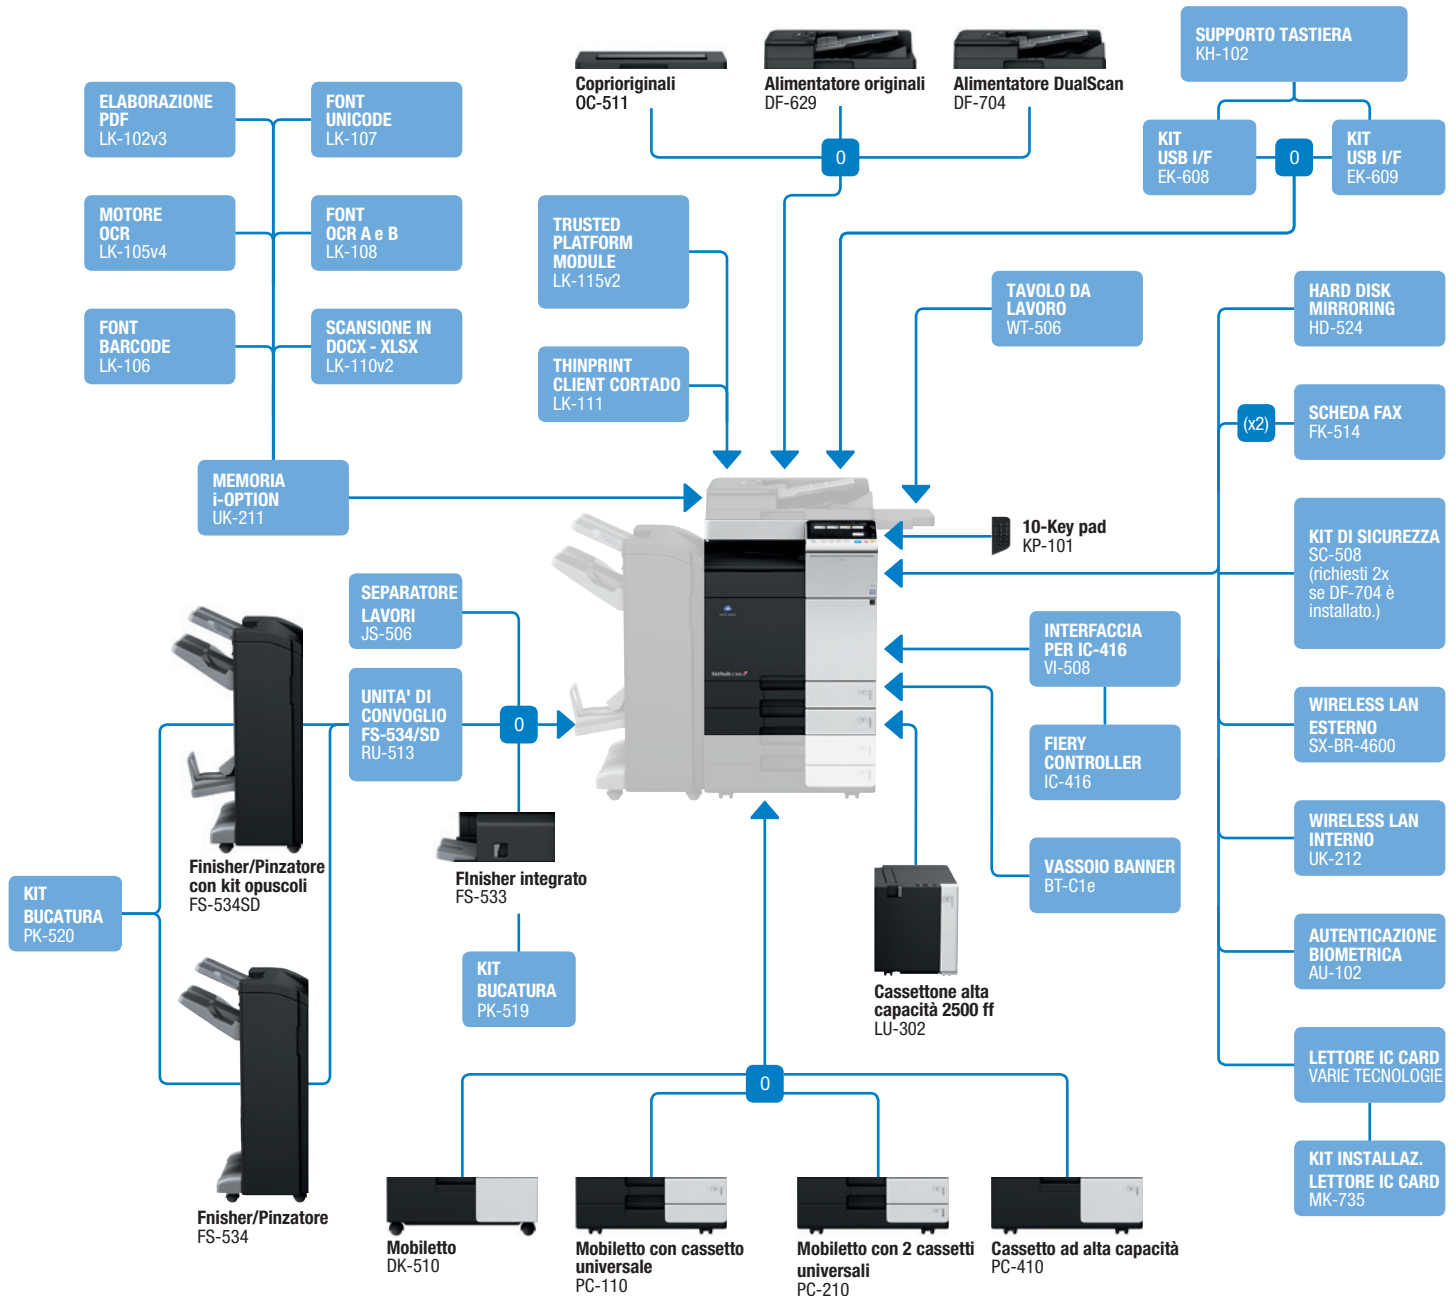 Coprioriginali
OC-511
Alimentatore originali
DF-629
Alimentatore DualScan
DF-704
0
SUPPORTO TASTIERA
KH-102
KIT
USB I/F
EK-608
0
KIT
USB I/F
EK-609
ELABORAZIONE
PDF
LK-102v3
FONT
UNICODE
LK-107
MOTORE
OCR
LK-105v4
FONT
OCR A e B
LK-108
FONT
BARCODE
LK-106
SCANSIONE IN
DOCX - XLSX
LK-110v2
MEMORIA
i-OPTION
UK-211
TRUSTED
PLATFORM
MODULE
LK-115v2
THINPRINT
CLIENT CORTADO
LK-111
TAVOLO DA
LAVORO
WT-506
10-Key pad
KP-101
HARD DISK
MIRRORING
HD-524
(x2)
SCHEDA FAX
FK-514
KIT DI SICUREZZA
SC-508
(richiesti 2x
se DF-704 è
installato.)
INTERFACCIA
PER IC-416
VI-508
FIERY
CONTROLLER
IC-416
WIRELESS LAN
ESTERNO
SX-BR-4600
WIRELESS LAN
INTERNO
UK-212
VASSOIO BANNER
BT-C1e
AUTENTICAZIONE
BIOMETRICA
AU-102
LETTORE IC CARD
VARIE TECNOLOGIE
KIT INSTALLAZ.
LETTORE IC CARD
MK-735
SEPARATORE
LAVORI
JS-506
UNITA' DI
CONVOGLIO
FS-534/SD
RU-513
0
Finisher/Pinzatore
con kit opuscoli
FS-534SD
FInisher integrato
FS-533
KIT
BUCATURA
PK-520
KIT
BUCATURA
PK-519
Fnisher/Pinzatore
FS-534
Cassettone alta
capacità 2500 ff
LU-302
0
Mobiletto
DK-510
Mobiletto con cassetto
universale
PC-110
Mobiletto con 2 cassetti
universali
PC-210
Cassetto ad alta capacità
PC-410